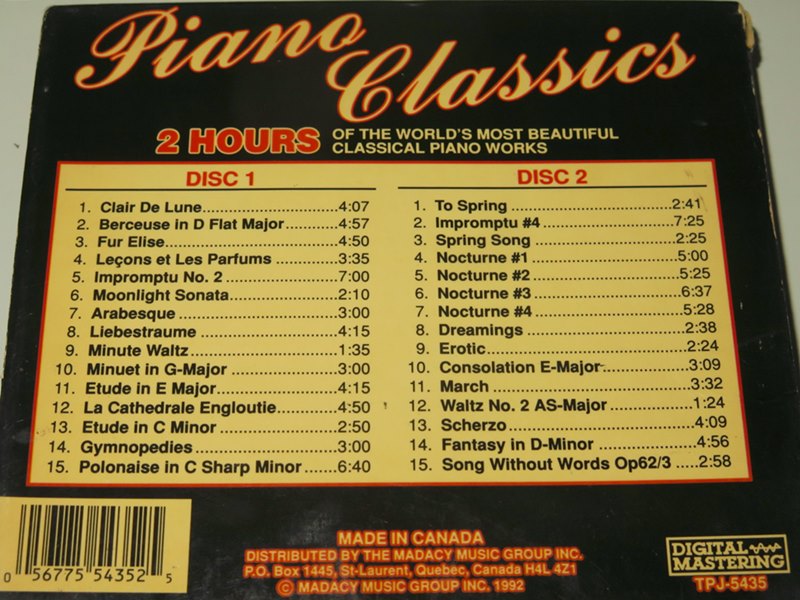 Piano
Classics
2 HOURS OF THE WORLD'S MOST BEAUTIFUL
CLASSICAL PIANO WORKS
DISC 1
1. Clair De Lune..............................4:07
2. Berceuse in D Flat Major............4:57
3. Fur Elise......................................4:50
4. Leçons et Les Parfums ..............3:35
5. Impromptu No. 2 ........................7:00
6. Moonlight Sonata........................2:10
7. Arabesque ..................................3:00
8. Liebestraume ..............................4:15
9. Minute Waltz ................................1:35
10. Minuet in G-Major ......................3:00
11. Etude in E Major..........................4:15
12. La Cathedrale Engloutie..............4:50
13. Etude in C Minor ........................2:50
14. Gymnopedies ..............................3:00
15. Polonaise in C Sharp Minor .......6:40
DISC 2
1. To Spring ..................................2:41
2. Impromptu #4 ............................7:25
3. Spring Song ..............................2:25
4. Nocturne #1 ..............................5:00
5. Nocturne #2 ..............................5:25
6. Nocturne #3 ..............................6:37
7. Nocturne #4 ..............................5:28
8. Dreamings ................................2:38
9. Erotic..........................................2:24
10. Consolation E-Major..................3:09
11. March ........................................3:32
12. Waltz No. 2 AS-Major ................1:24
13. Scherzo ......................................4:09
14. Fantasy in D-Minor ....................4:56
15. Song Without Words Op62/3 .....2:58
0 56775 54352 5
MADE IN CANADA
DISTRIBUTED BY THE MADACY MUSIC GROUP INC.
P.O. Box 1445, St-Laurent, Quebec, Canada H4L 4Z1
© MADACY MUSIC GROUP INC. 1992
DIGITAL
MASTERING
TPJ-5435